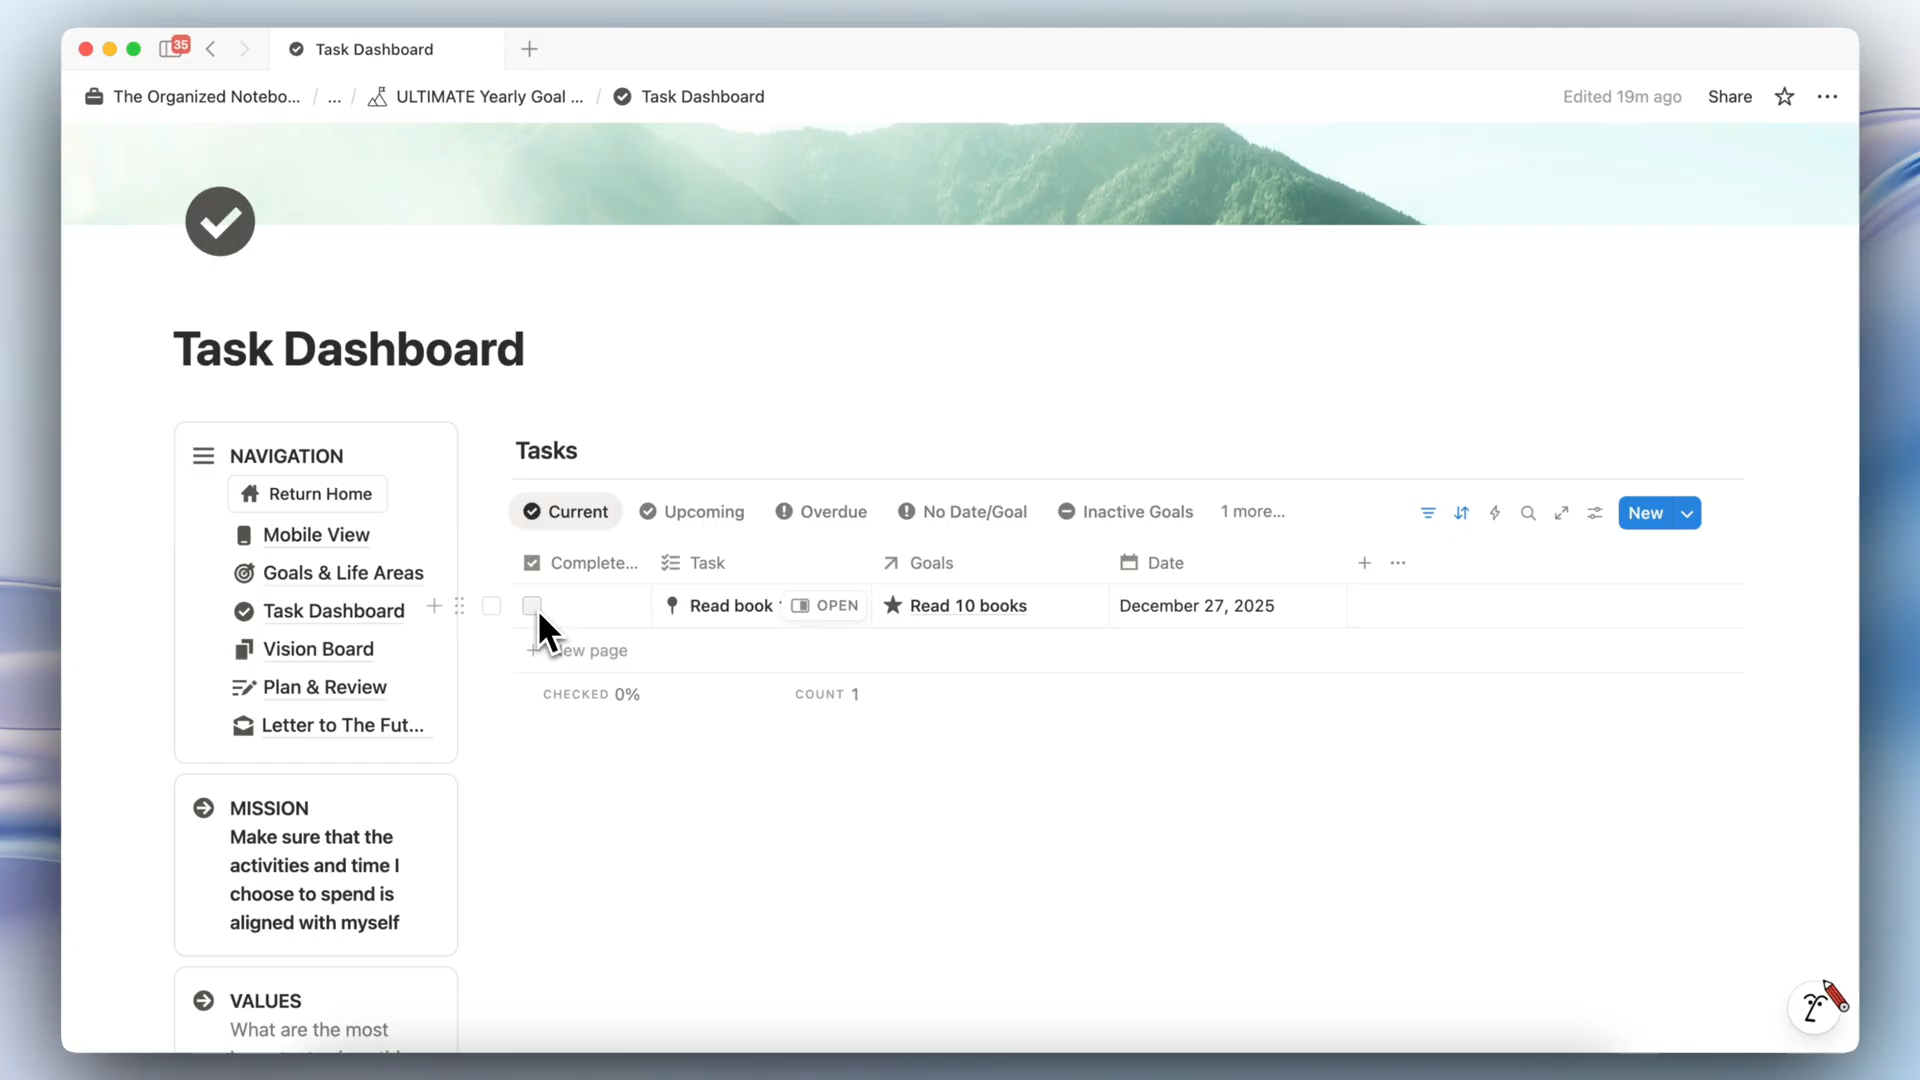 35
Task Dashboard
The Organized Notebo... / ... / ULTIMATE Yearly Goal ... / Task Dashboard
Edited 19m ago
Share
Task Dashboard
NAVIGATION
Return Home
Mobile View
Goals & Life Areas
Task Dashboard
Vision Board
Plan & Review
Letter to The Fut...
MISSION
Make sure that the
activities and time I
choose to spend is
aligned with myself
VALUES
What are the most
Tasks
Current Upcoming Overdue No Date/Goal Inactive Goals 1 more...
New
Complete... Task Goals Date
Read book OPEN Read 10 books December 27, 2025
page
CHECKED 0% COUNT 1